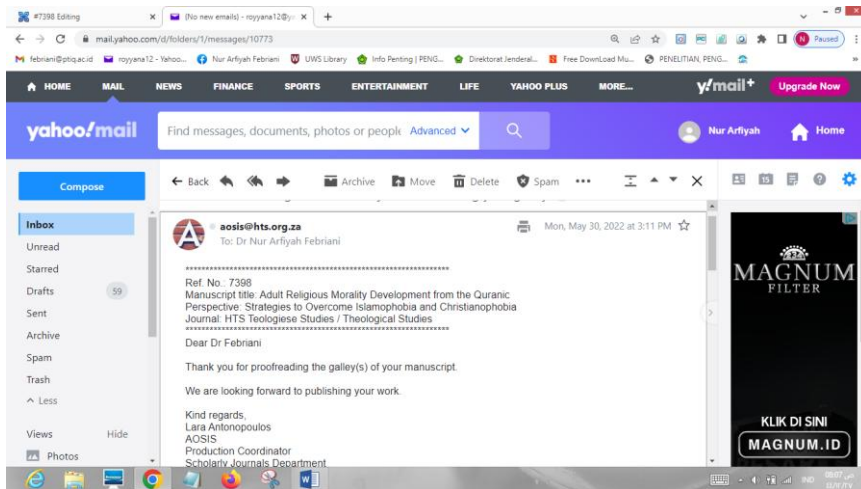 #7398 Editing
(No new emails) - royyana12@y
mail.yahoo.com/d/folders/1/messages/10773
Paused
febriani@ptiq.ac.id
royyana12 - Yahoo...
Nur Arfiyah Febriani
UWS Library
Info Penting | PENG...
Direktorat Jenderal...
Free DownLoad Mu...
PENELITIAN, PENG...
HOME MAIL NEWS FINANCE SPORTS ENTERTAINMENT LIFE YAHOO PLUS MORE...
y!mail+
Upgrade Now
yahoo!mail
Find messages, documents, photos or people
Advanced
Nur Arfiyah
Home
Compose
Back
Archive
Move
Delete
Spam
Inbox
Unread
Starred
Drafts 59
Sent
Archive
Spam
Trash
Less
Views Hide
Photos
aosis@hts.org.za
Mon, May 30, 2022 at 3:11 PM
To: Dr Nur Arfiyah Febriani
Ref. No.: 7398
Manuscript title: Adult Religious Morality Development from the Quranic
Perspective: Strategies to Overcome Islamophobia and Christianophobia
Journal: HTS Teologiese Studies / Theological Studies
Dear Dr Febriani
Thank you for proofreading the galley(s) of your manuscript.
We are looking forward to publishing your work.
Kind regards,
Lara Antonopoulos
AOSIS
Production Coordinator
Scholarly Journals Department
MAGNUM
FILTER
KLIK DI SINI
MAGNUM.ID
IND